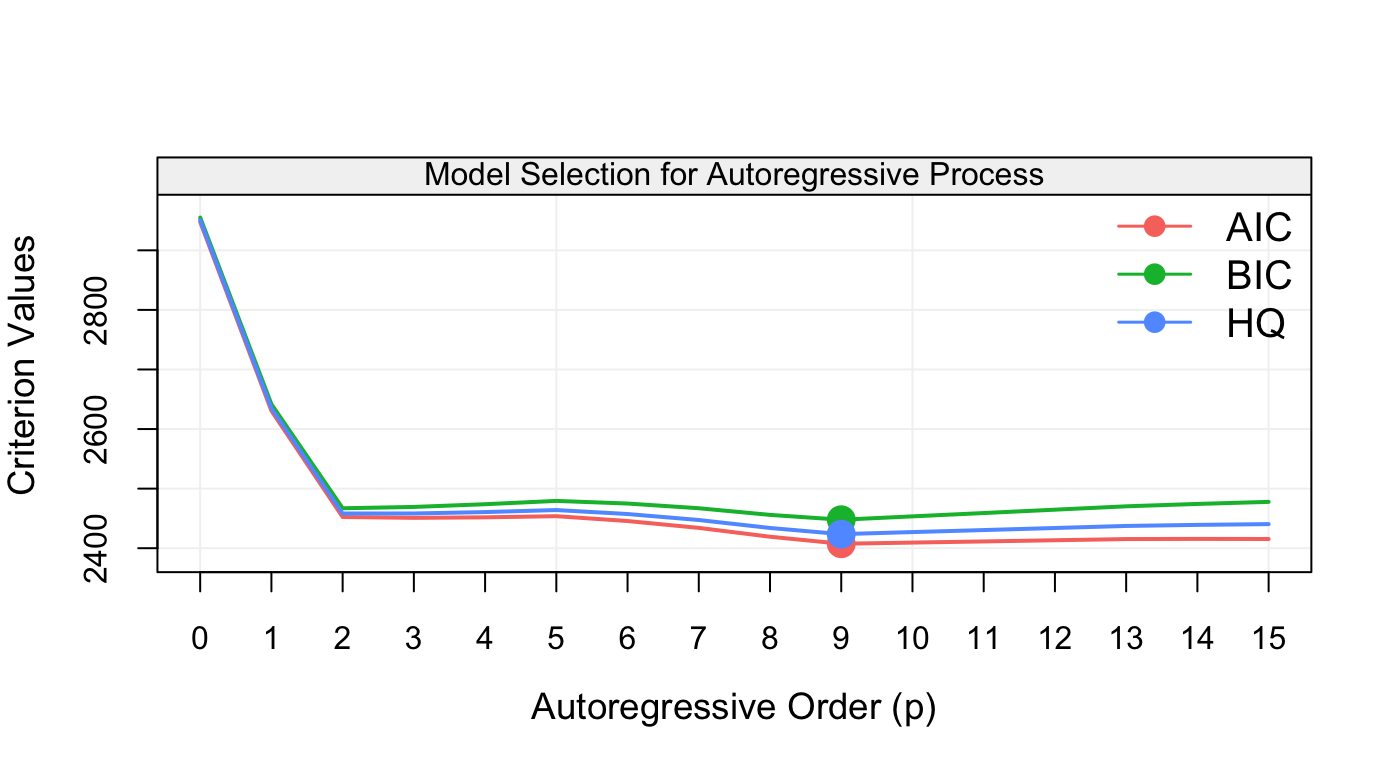 Model Selection for Autoregressive Process
AIC
BIC
HQ
Criterion Values
2800
2600
2400
0 1 2 3 4 5 6 7 8 9 10 11 12 13 14 15
Autoregressive Order (p)